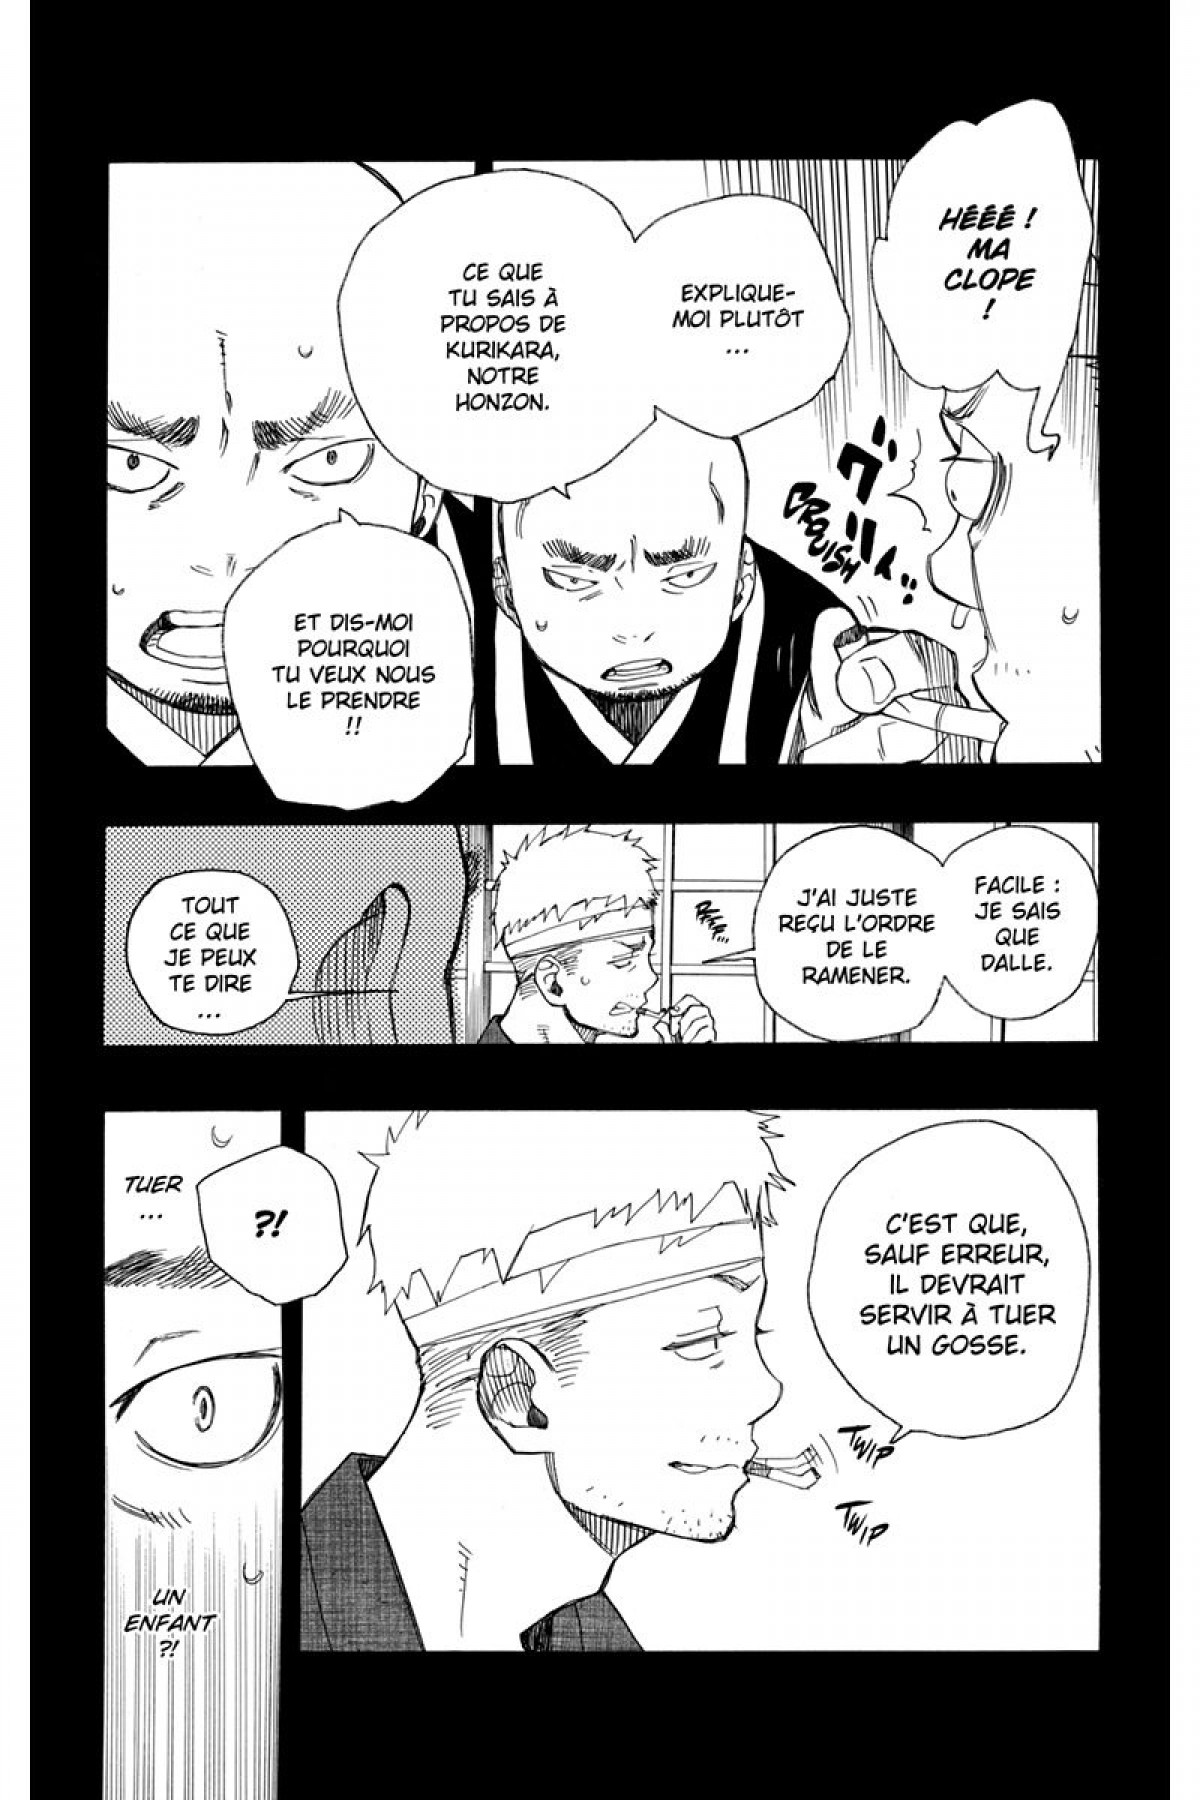 HÉÉÉ !
MA
CLOPE
!
EXPLIQUE-
MOI PLUTÔT
...
CE QUE
TU SAIS À
PROPOS DE
KURIKARA,
NOTRE
HONZON.
CROUISH
ET DIS-MOI
POURQUOI
TU VEUX NOUS
LE PRENDRE
!!
FACILE :
JE SAIS
QUE
DALLE.
J'AI JUSTE
REÇU L'ORDRE
DE LE
RAMENER.
TOUT
CE QUE
JE PEUX
TE DIRE
...
C'EST QUE,
SAUF ERREUR,
IL DEVRAIT
SERVIR À TUER
UN GOSSE.
TWIP
TWIP
?!
TUER
...
UN
ENFANT
?!